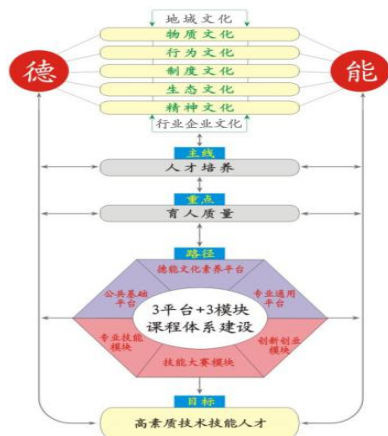 地域文化
物质文化
德
行为文化
能
制度文化
生态文化
精神文化
行业企业文化
主线
人才培养
重点
育人质量
路径
德能文化素养平台
公共基础
平台
专业通用
平台
3平台+3模块
课程体系建设
专业技能
模块
创新创业
模块
技能大赛模块
目标
高素质技术技能人才